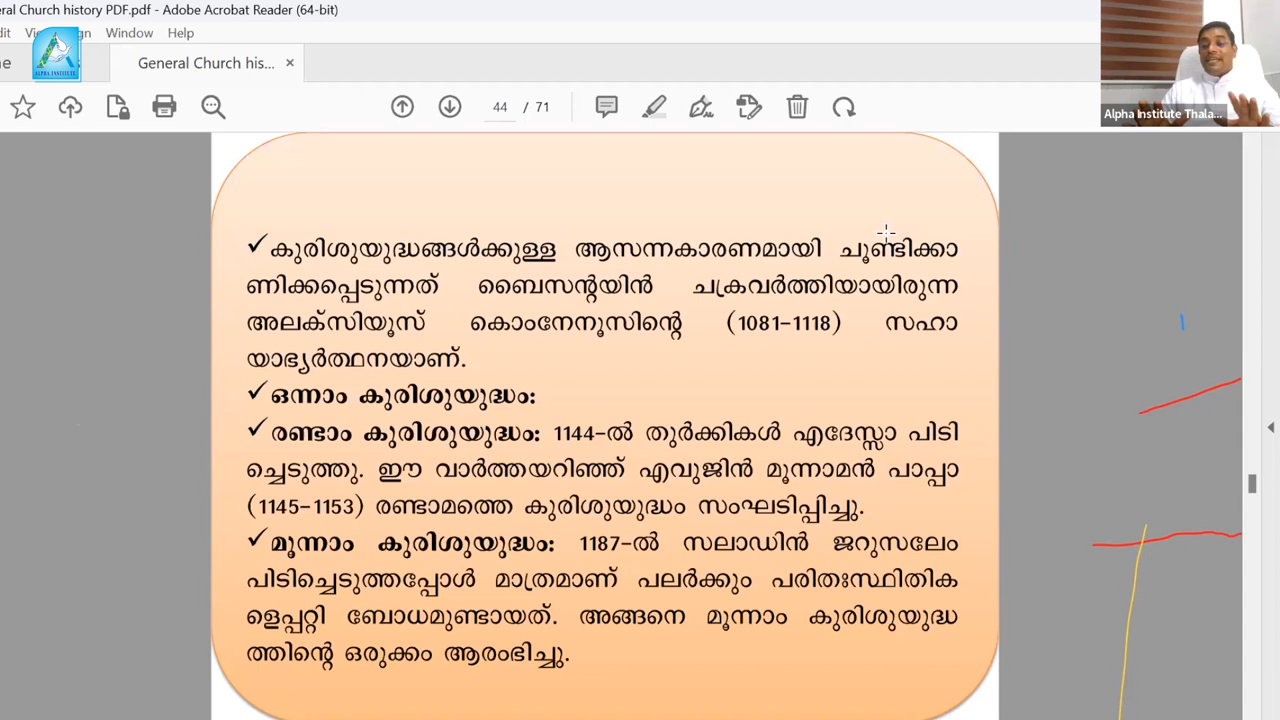 eral Church history PDF.pdf - Adobe Acrobat Reader (64-bit)
Window Help
ALPHA INSTITUTE
General Church his... ×
44 / 71
Alpha Institute Thala...
✓കുരിശുയുദ്ധങ്ങൾക്കുള്ള ആസന്നകാരണമായി ചൂണ്ടിക്കാ
ണിക്കപ്പെടുന്നത് ബൈസന്റയിൻ ചക്രവർത്തിയായിരുന്ന
അലക്സിയൂസ് കൊംനേനൂസിന്റെ (1081-1118) സഹാ
യാഭ്യർത്ഥനയാണ്.
✓ഒന്നാം കുരിശുയുദ്ധം:
✓രണ്ടാം കുരിശുയുദ്ധം: 1144-ൽ തുർക്കികൾ എദേസ്സാ പിടി
ച്ചെടുത്തു. ഈ വാർത്തയറിഞ്ഞ് എവുജിൻ മൂന്നാമൻ പാപ്പാ
(1145-1153) രണ്ടാമത്തെ കുരിശുയുദ്ധം സംഘടിപ്പിച്ചു.
✓മൂന്നാം കുരിശുയുദ്ധം: 1187-ൽ സലാഡിൻ ജറുസലേം
പിടിച്ചെടുത്തപ്പോൾ മാത്രമാണ് പലർക്കും പരിതഃസ്ഥിതിക
ളെപ്പറ്റി ബോധമുണ്ടായത്. അങ്ങനെ മൂന്നാം കുരിശുയുദ്ധ
ത്തിന്റെ ഒരുക്കം ആരംഭിച്ചു.